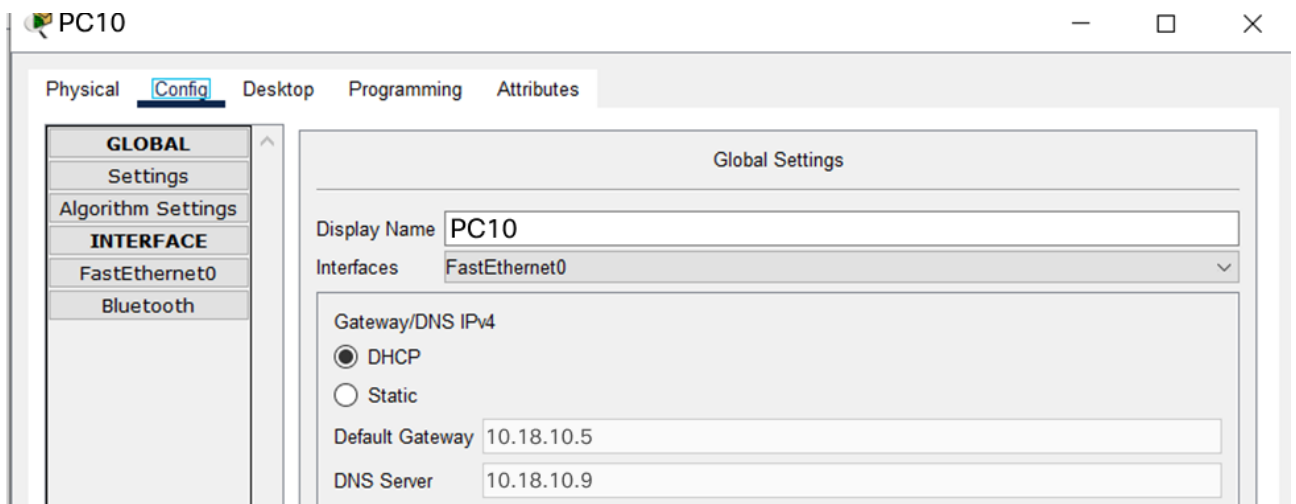 PC10
Physical Config Desktop Programming Attributes
GLOBAL
Settings
Algorithm Settings
INTERFACE
FastEthernet0
Bluetooth
Global Settings
Display Name PC10
Interfaces FastEthernet0
Gateway/DNS IPv4
DHCP
Static
Default Gateway 10.18.10.5
DNS Server 10.18.10.9